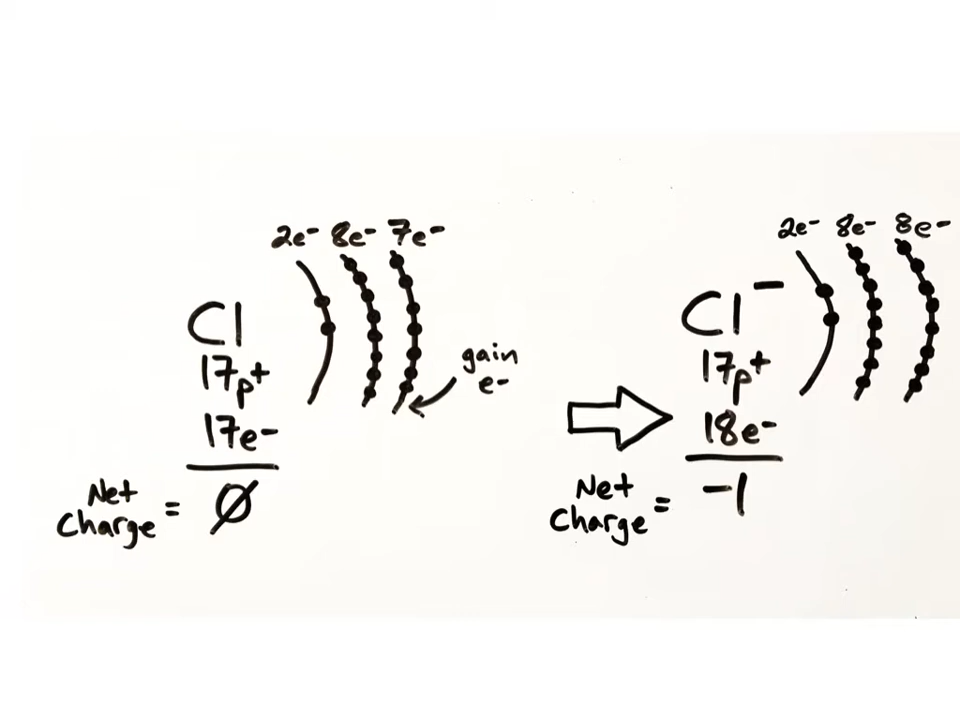 2e⁻ 8e⁻ 7e⁻
Cl
17p⁺
17e⁻
Net
Charge = Ø
gain
e⁻
2e⁻ 8e⁻ 8e⁻
Cl⁻
17p⁺
18e⁻
Net
Charge = -1